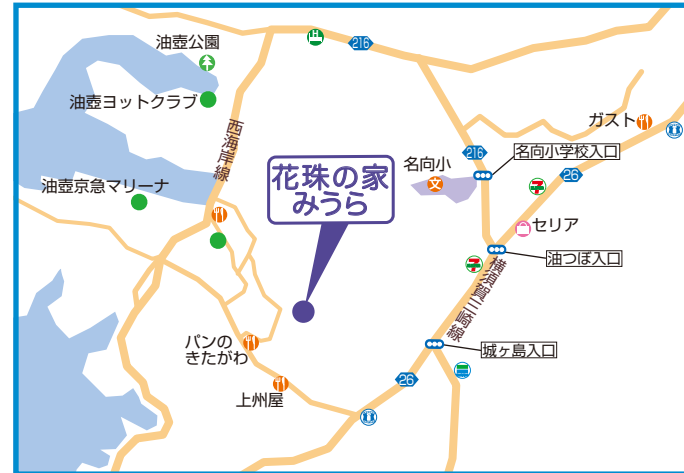 油壺公園
216
油壺ヨットクラブ
ガスト
西海岸線
216
名向小学校入口
花珠の家
みうら
名向小
文
26
油壺京急マリーナ
7
セリア
油つぼ入口
7
横須賀三崎線
パンの
きたがわ
城ヶ島入口
26
上州屋